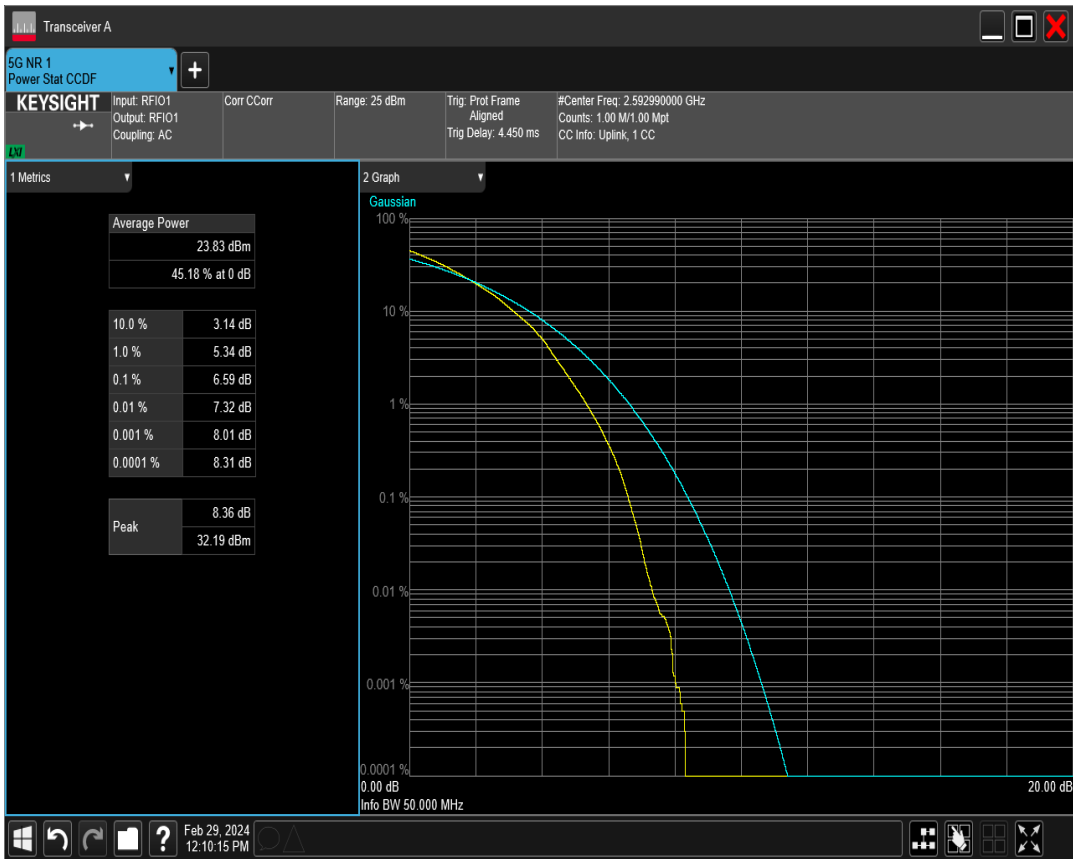 Transceiver A
5G NR 1
Power Stat CCDF
+
KEYSIGHT
LXI
Input: RFIO1
Output: RFIO1
Coupling: AC
Corr CCorr
Range: 25 dBm
Trig: Prot Frame
Aligned
Trig Delay: 4.450 ms
#Center Freq: 2.592990000 GHz
Counts: 1.00 M/1.00 Mpt
CC Info: Uplink, 1 CC
1 Metrics
Average Power
23.83 dBm
45.18 % at 0 dB
10.0 % 3.14 dB
1.0 % 5.34 dB
0.1 % 6.59 dB
0.01 % 7.32 dB
0.001 % 8.01 dB
0.0001 % 8.31 dB
Peak
8.36 dB
32.19 dBm
2 Graph
Gaussian
100 %
10 %
1 %
0.1 %
0.01 %
0.001 %
0.0001 %
0.00 dB 20.00 dB
Info BW 50.000 MHz
?
Feb 29, 2024
12:10:15 PM